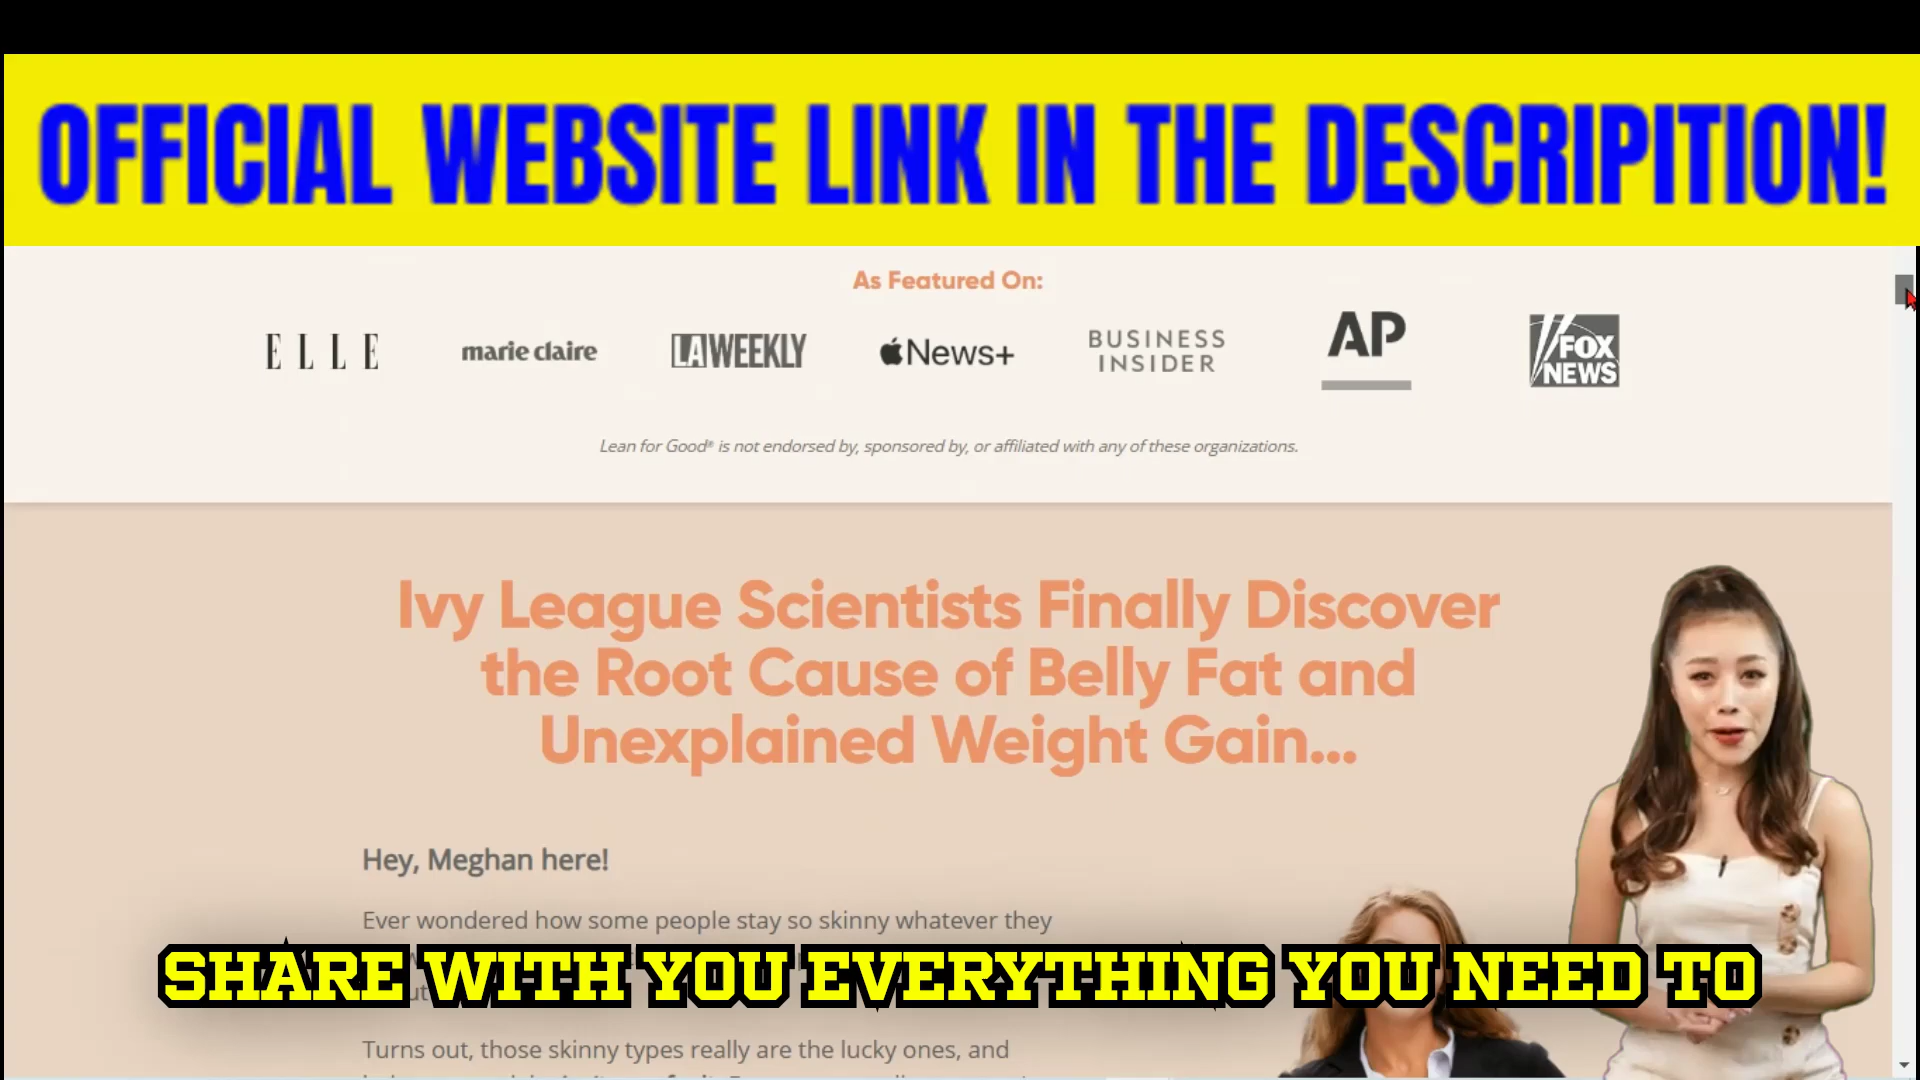 OFFICIAL WEBSITE LINK IN THE DESCRIPITION!
As Featured On:
ELLE
marie claire
LA WEEKLY
News+
BUSINESS
INSIDER
AP
FOX
NEWS
Lean for Good® is not endorsed by, sponsored by, or affiliated with any of these organizations.
Ivy League Scientists Finally Discover
the Root Cause of Belly Fat and
Unexplained Weight Gain...
Hey, Meghan here!
Ever wondered how some people stay so skinny whatever they
SHARE WITH YOU EVERYTHING YOU NEED TO
Turns out, those skinny types really are the lucky ones, and